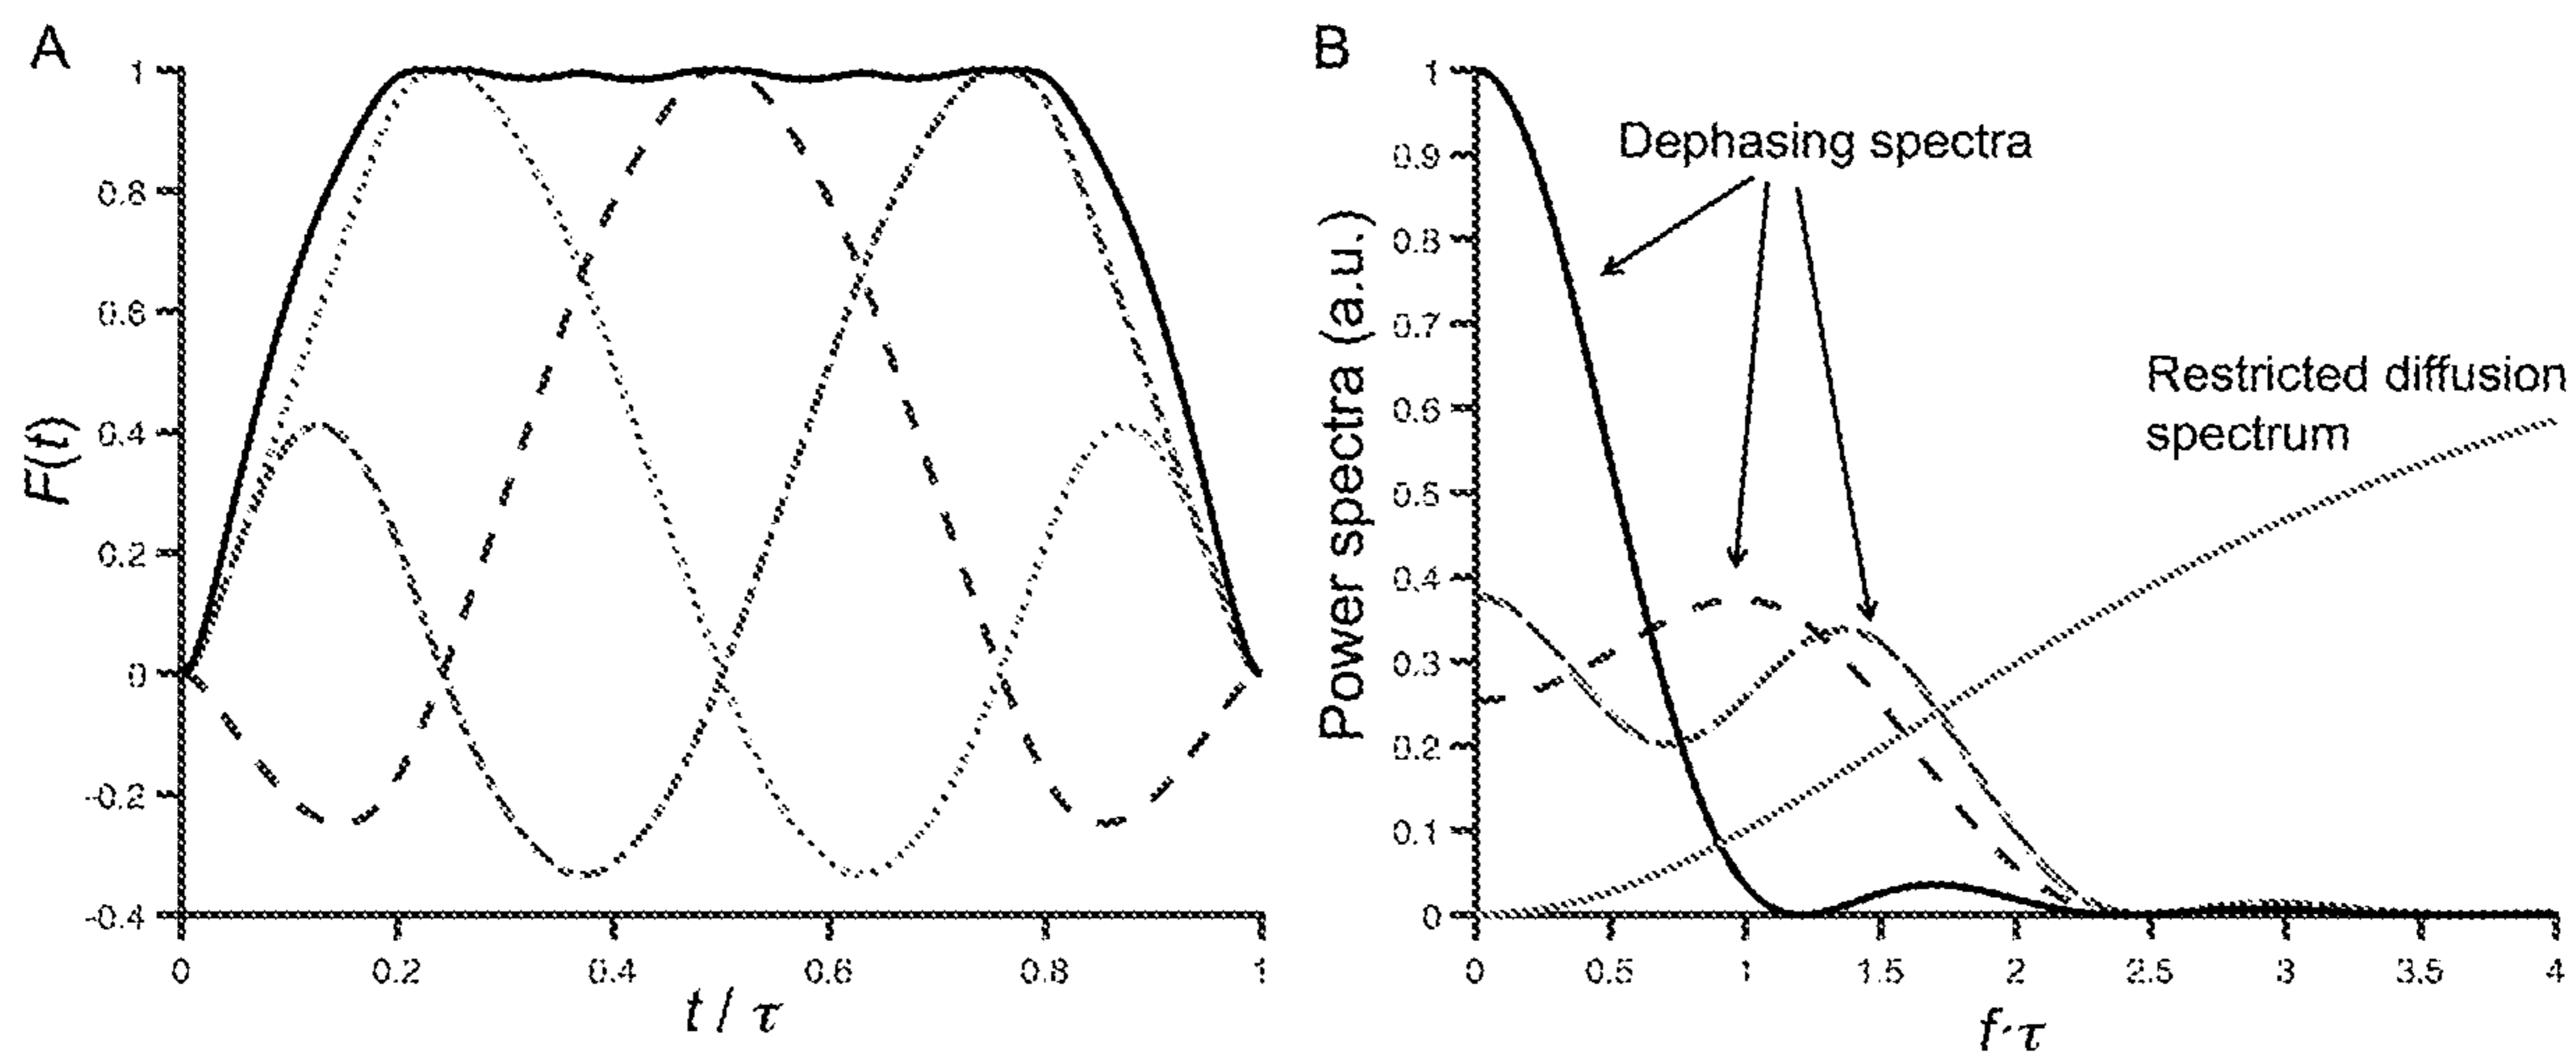 A
1
0.8
0.6
0.4
0.2
0
-0.2
-0.4
F(t)
0 0.2 0.4 0.6 0.8 1
t / τ
B
1
0.9
0.8
0.7
0.6
0.5
0.4
0.3
0.2
0.1
0
Power spectra (a.u.)
Dephasing spectra
Restricted diffusion
spectrum
0 0.5 1 1.5 2 2.5 3 3.5 4
f·τ